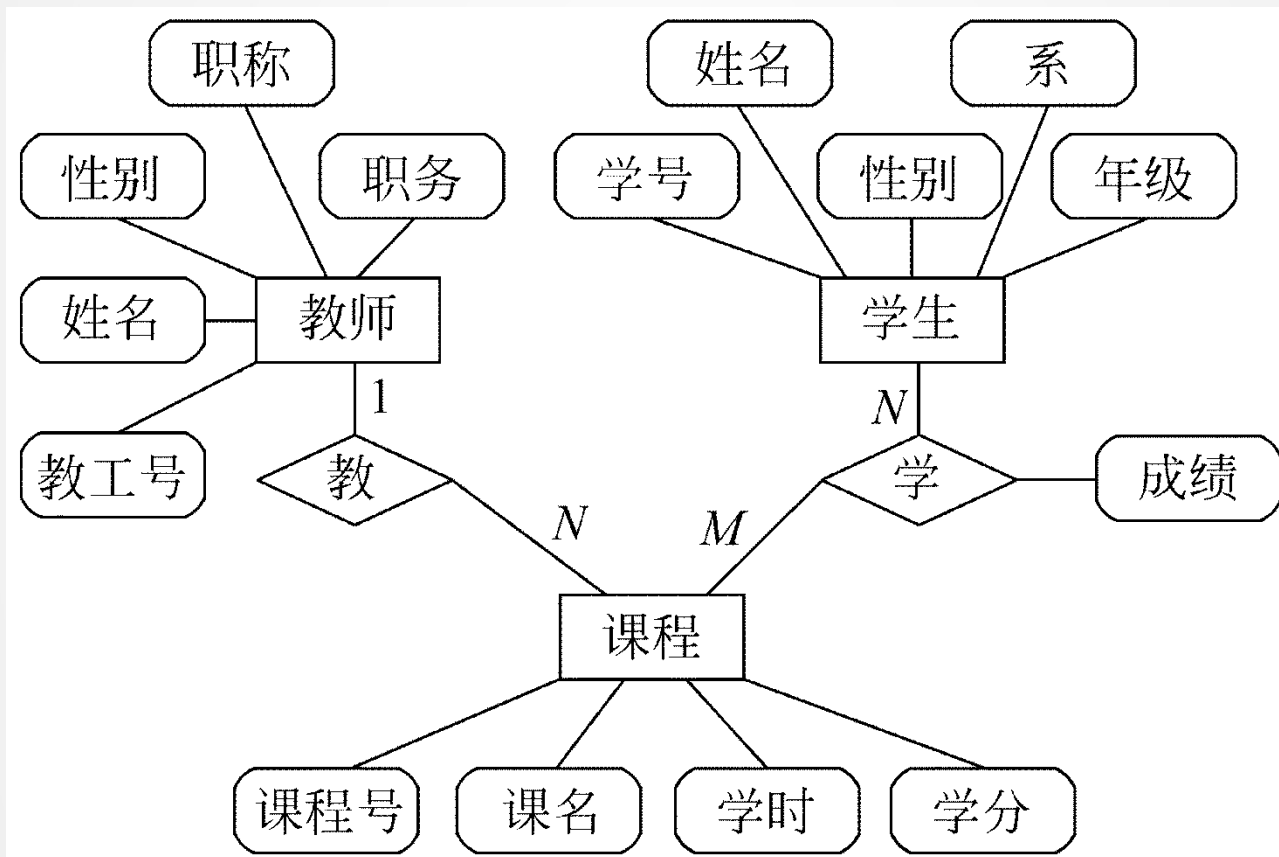 职称
姓名
系
性别
职务
学号
性别
年级
姓名
教师
学生
1
N
教工号
教
学
成绩
N
M
课程
课程号
课名
学时
学分